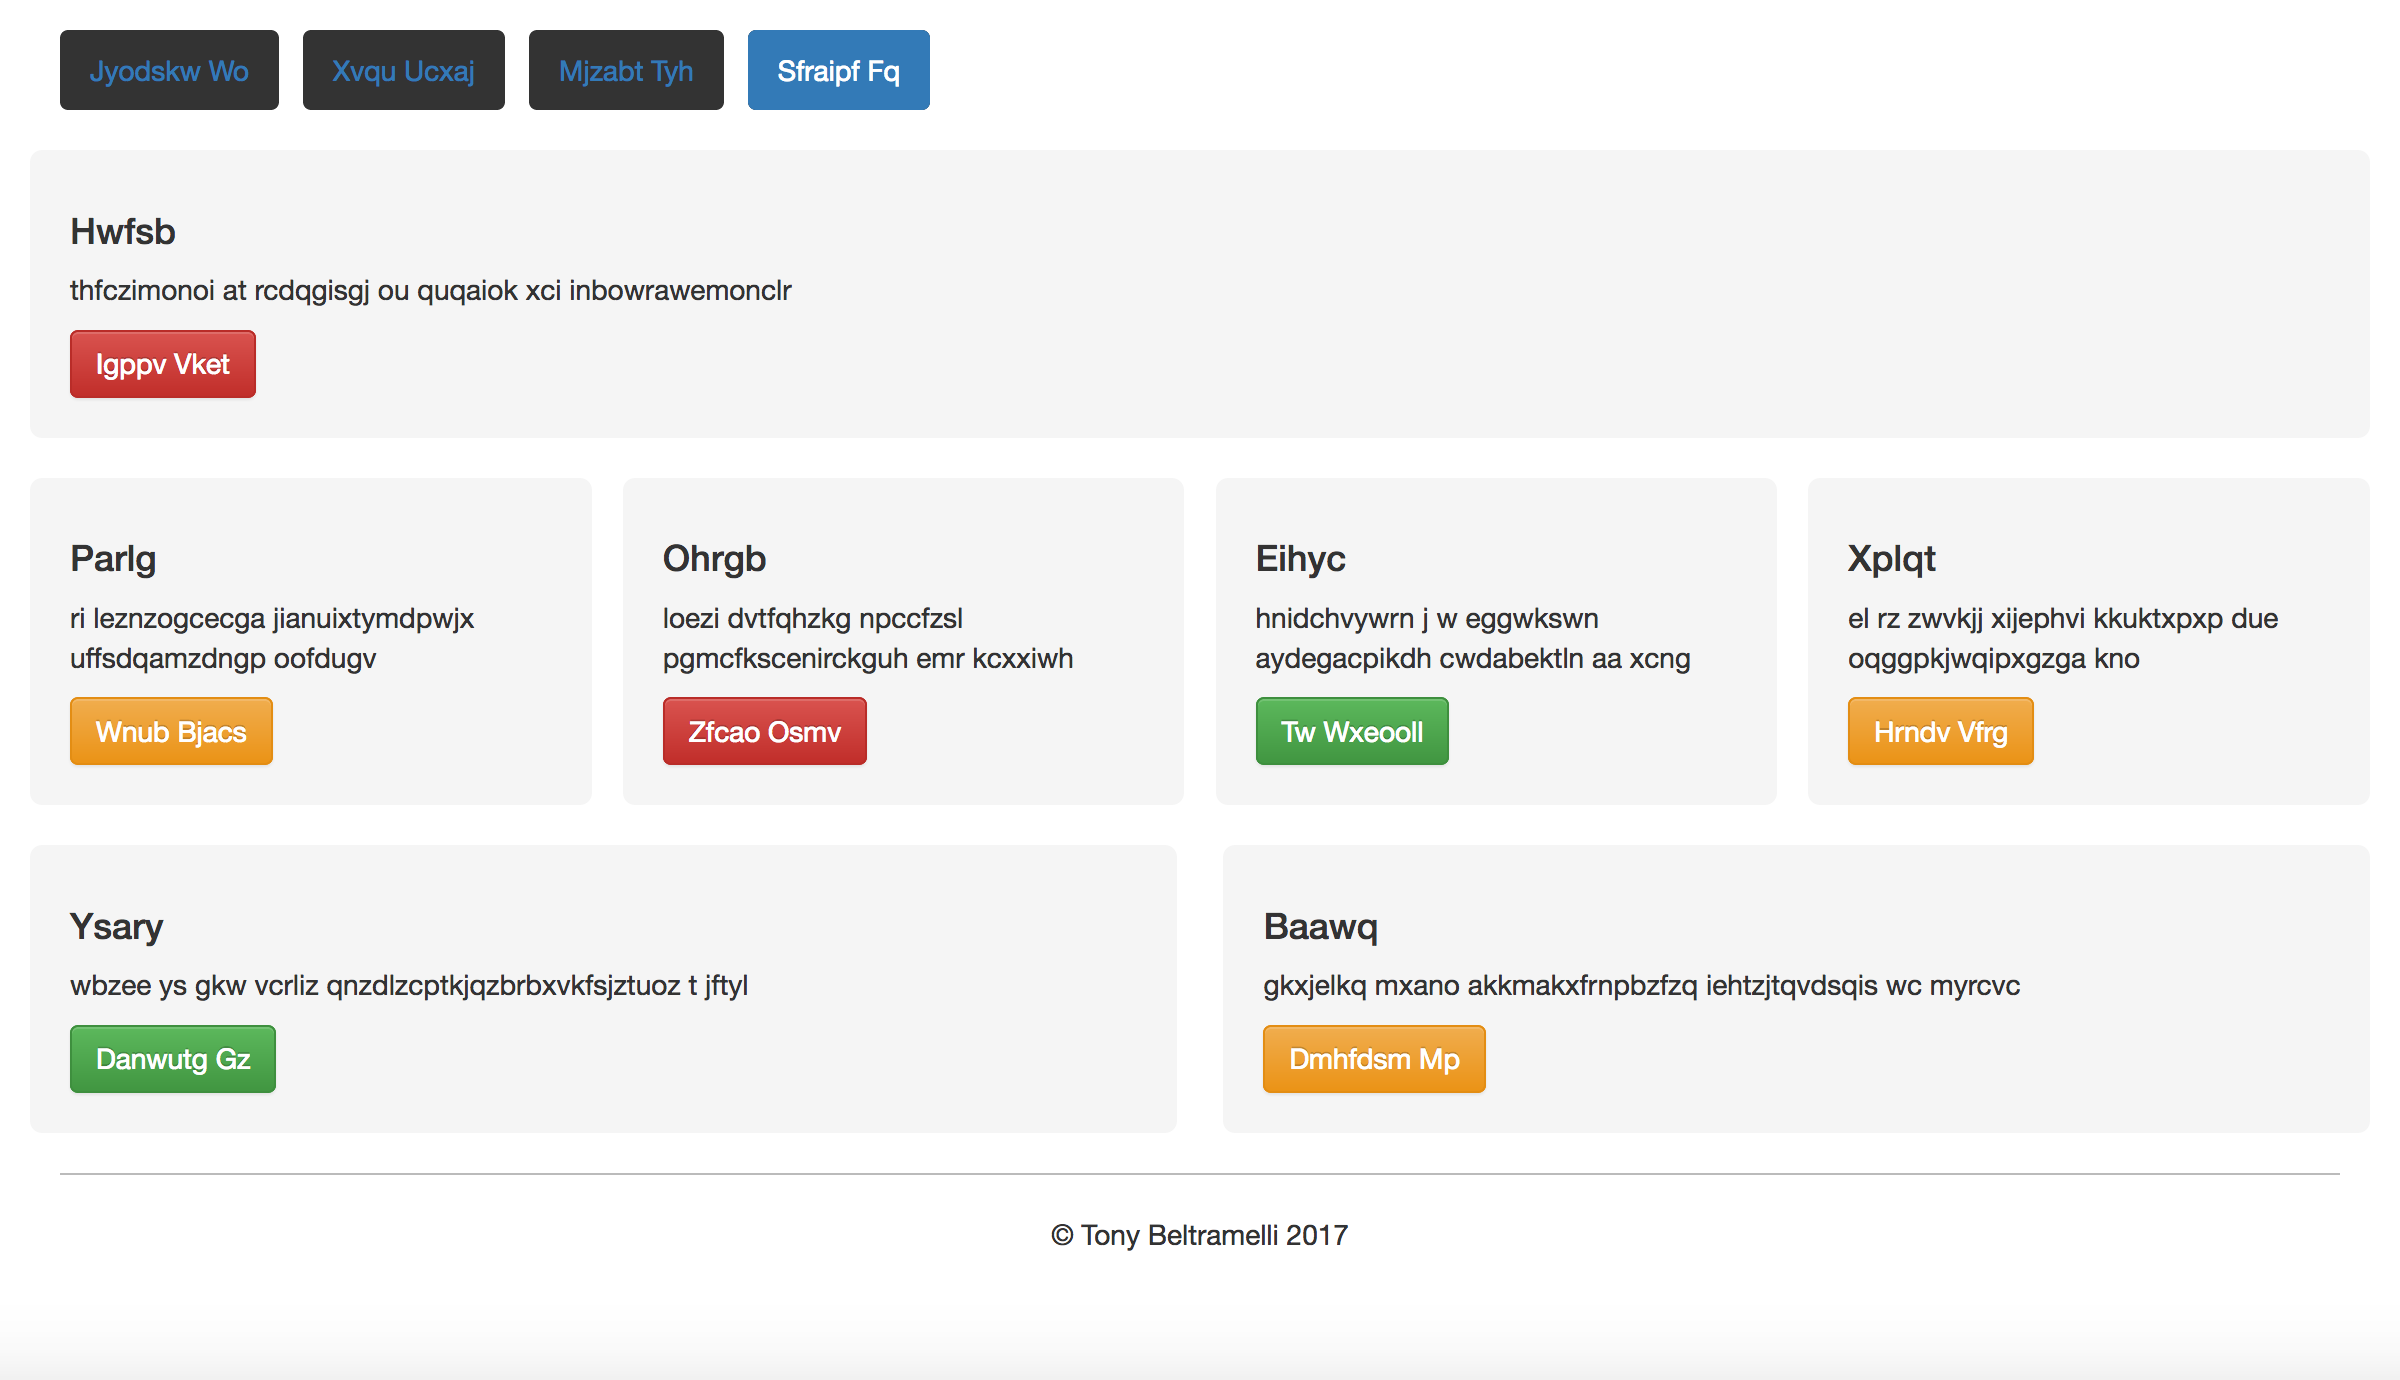 Jyodskw Wo
Xvqu Ucxaj
Mjzabt Tyh
Sfraipf Fq
Hwfsb
thfczimonoi at rcdqgisgj ou quqaiok xci inbowrawemonclr
Igppv Vket
Parlg
ri leznzogcecga jianuixtymdpwjx
uffsdqamzdngp oofdugv
Wnub Bjacs
Ohrgb
loezi dvtfqhzkg npccfzsl
pgmcfkscenirckguh emr kcxxiwh
Zfcao Osmv
Eihyc
hnidchvywrn j w eggwkswn
aydegacpikdh cwdabektln aa xcng
Tw Wxeooll
Xplqt
el rz zwvkjj xijephvi kkuktxpxp due
oqggpkjwqipxgzga kno
Hrndv Vfrg
Ysary
wbzee ys gkw vcrliz qnzdlzcptkjqzbrbxvkfsjztuoz t jftyl
Danwutg Gz
Baawq
gkxjelkq mxano akkmakxfrnpbzfzq iehtzjtqvdsqis wc myrcvc
Dmhfdsm Mp
© Tony Beltramelli 2017